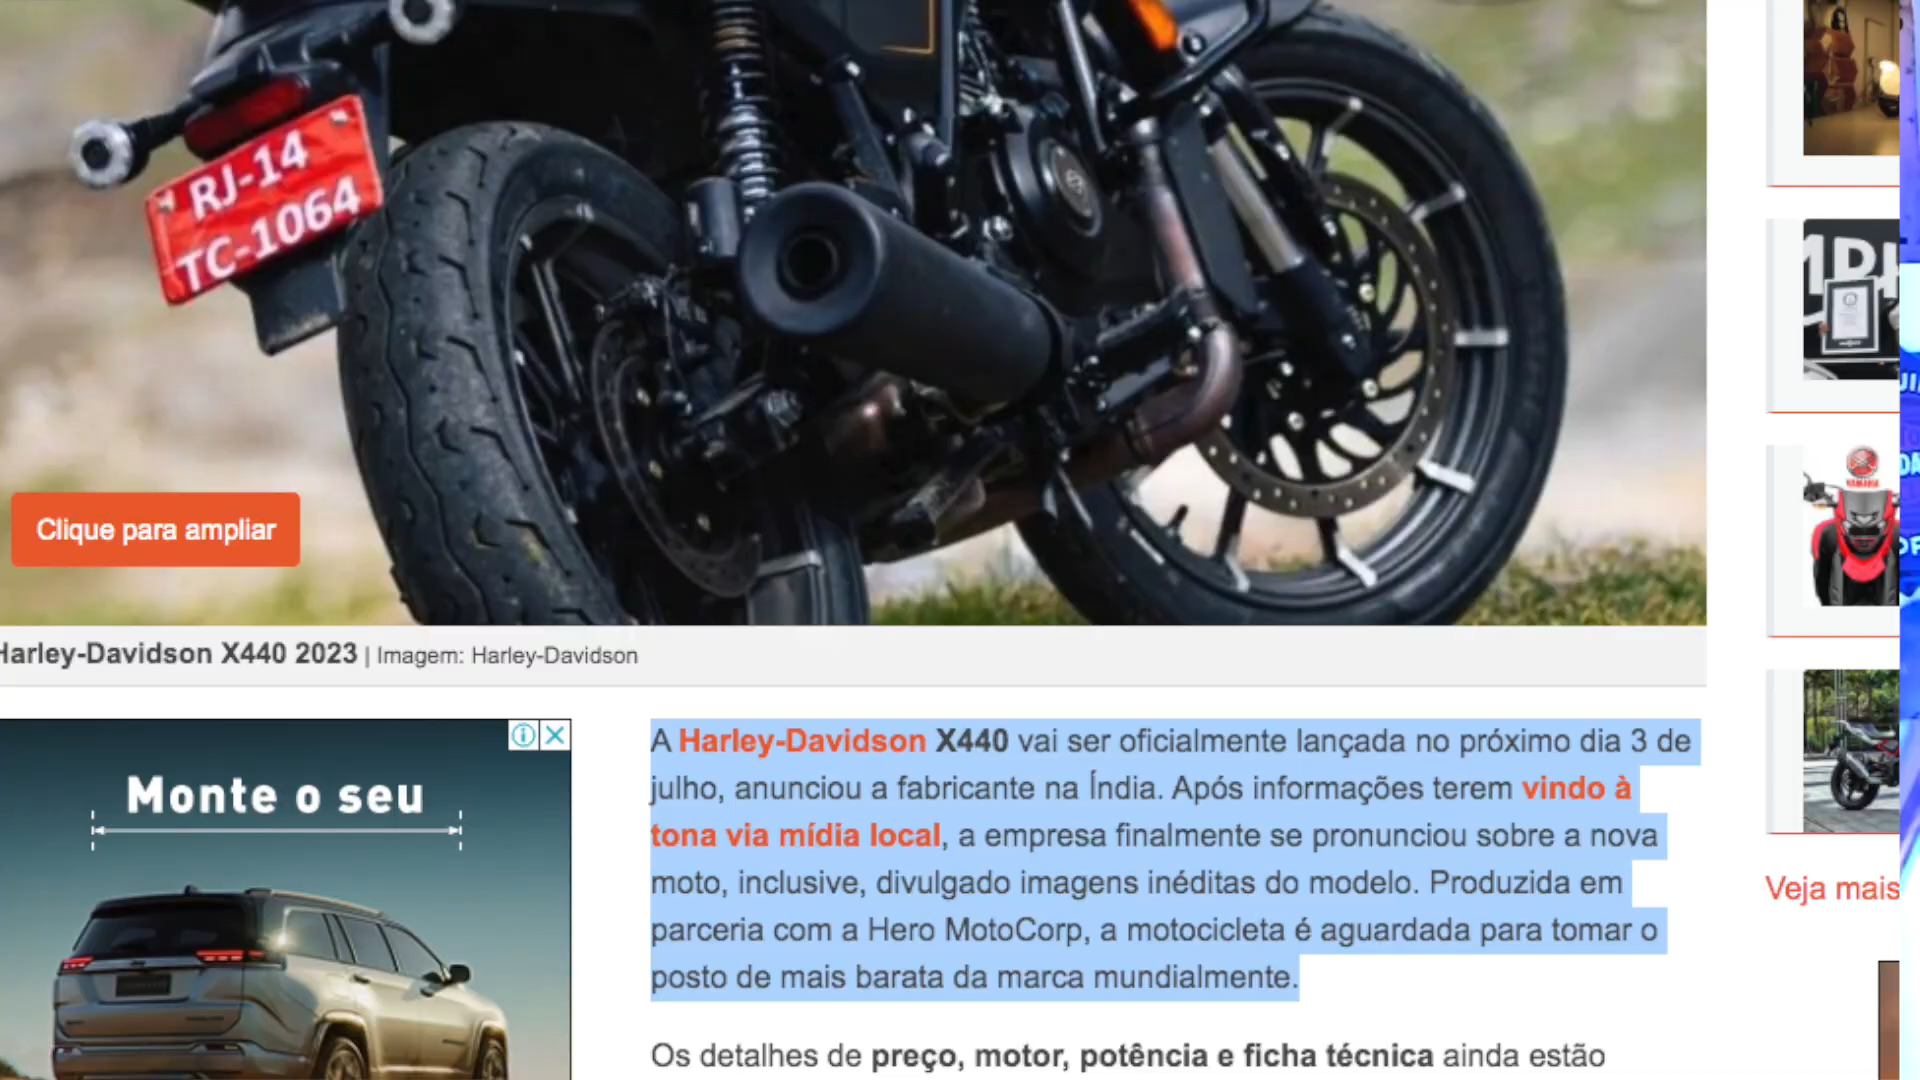 RJ-14
TC-1064
Clique para ampliar
Harley-Davidson X440 2023 | Imagem: Harley-Davidson
Monte o seu
A Harley-Davidson X440 vai ser oficialmente lançada no próximo dia 3 de
julho, anunciou a fabricante na Índia. Após informações terem vindo à
tona via mídia local, a empresa finalmente se pronunciou sobre a nova
moto, inclusive, divulgado imagens inéditas do modelo. Produzida em
parceria com a Hero MotoCorp, a motocicleta é aguardada para tomar o
posto de mais barata da marca mundialmente.
Os detalhes de preço, motor, potência e ficha técnica ainda estão
YAMAHA
Veja mais